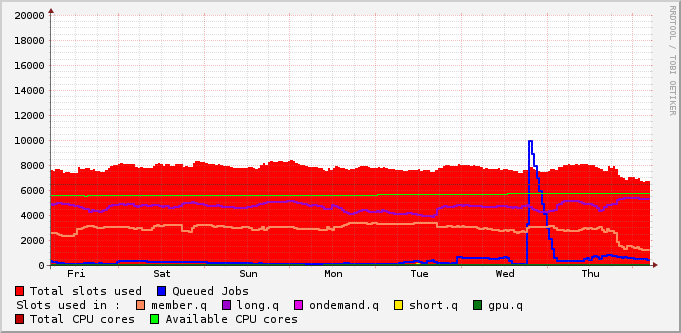 20000
18000
16000
14000
12000
10000
8000
6000
4000
2000
0
Fri Sat Sun Mon Tue Wed Thu
RRDTOOL / TOBI OETIKER
Total slots used Queued Jobs
Slots used in : member.q long.q ondemand.q short.q gpu.q
Total CPU cores Available CPU cores